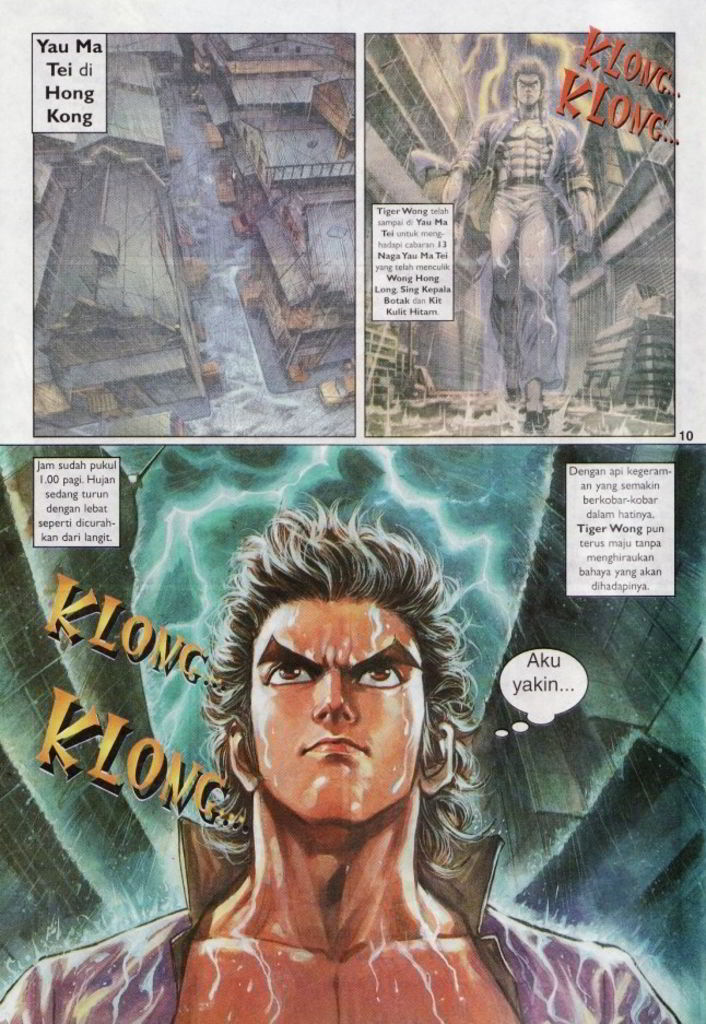 Yau Ma
Tei di
Hong
Kong
KLONG...
KLONG...
Tiger Wong telah
sampai di Yau Ma
Tei untuk meng-
hadapi cabaran 13
Naga Yau Ma Tei
yang telah menculik
Wong Hong
Long, Sing Kepala
Botak dan Kit
Kulit Hitam.
10
Jam sudah pukul
1.00 pagi. Hujan
sedang turun
dengan lebat
seperti dicurah-
kan dari langit.
Dengan api kegeram-
an yang semakin
berkobar-kobar
dalam hatinya.
Tiger Wong pun
terus maju tanpa
menghiraukan
bahaya yang akan
dihadapinya.
KLONG...
KLONG...
Aku
yakin...